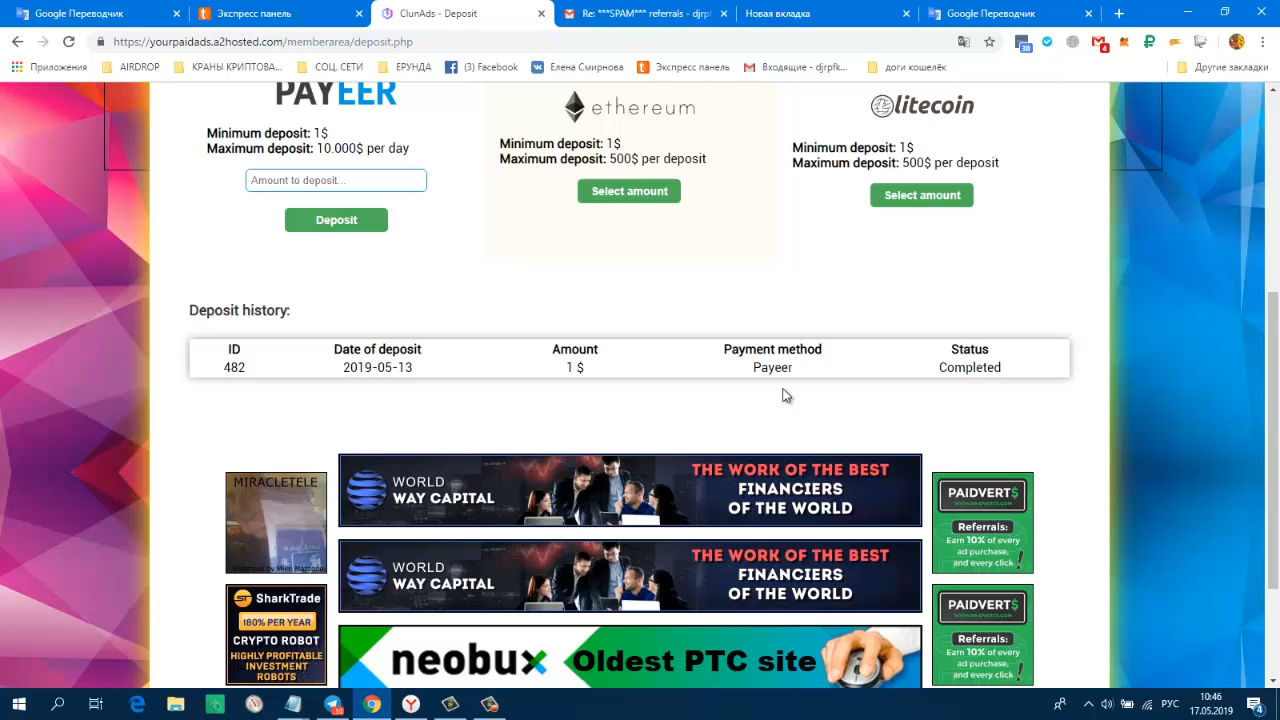 Google Переводчик
Экспресс панель
ClunAds - Deposit
Re: ***SPAM*** referrals - djrp
Новая вкладка
Google Переводчик
https://yourpaidads.a2hosted.com/memberarea/deposit.php
30
4
Приложения
AIRDROP
КРАНЫ КРИПТОВА...
СОЦ. СЕТИ
ЕРУНДА
(3) Facebook
Елена Смирнова
Экспресс панель
Входящие - djrpfk...
доги кошелёк
Другие закладки
PAYEER
Minimum deposit: 1$
Maximum deposit: 10.000$ per day
Amount to deposit...
Deposit
ethereum
Minimum deposit: 1$
Maximum deposit: 500$ per deposit
Select amount
litecoin
Minimum deposit: 1$
Maximum deposit: 500$ per deposit
Select amount
Deposit history:
ID Date of deposit Amount Payment method Status
482 2019-05-13 1 $ Payeer Completed
MIRACLETELE
WORLD
WAY CAPITAL
THE WORK OF THE BEST
FINANCIERS
OF THE WORLD
PAIDVERT$
Referrals:
Earn 10% of every
ad purchase,
and every click
WORLD
WAY CAPITAL
THE WORK OF THE BEST
FINANCIERS
OF THE WORLD
SharkTrade
180% PER YEAR
CRYPTO ROBOT
HIGHLY PROFITABLE
INVESTMENT
ROBOTS
PAIDVERT$
Referrals:
Earn 10% of every
ad purchase,
and every click
neobux Oldest PTC site
РУС
10:46
17.05.2019
4